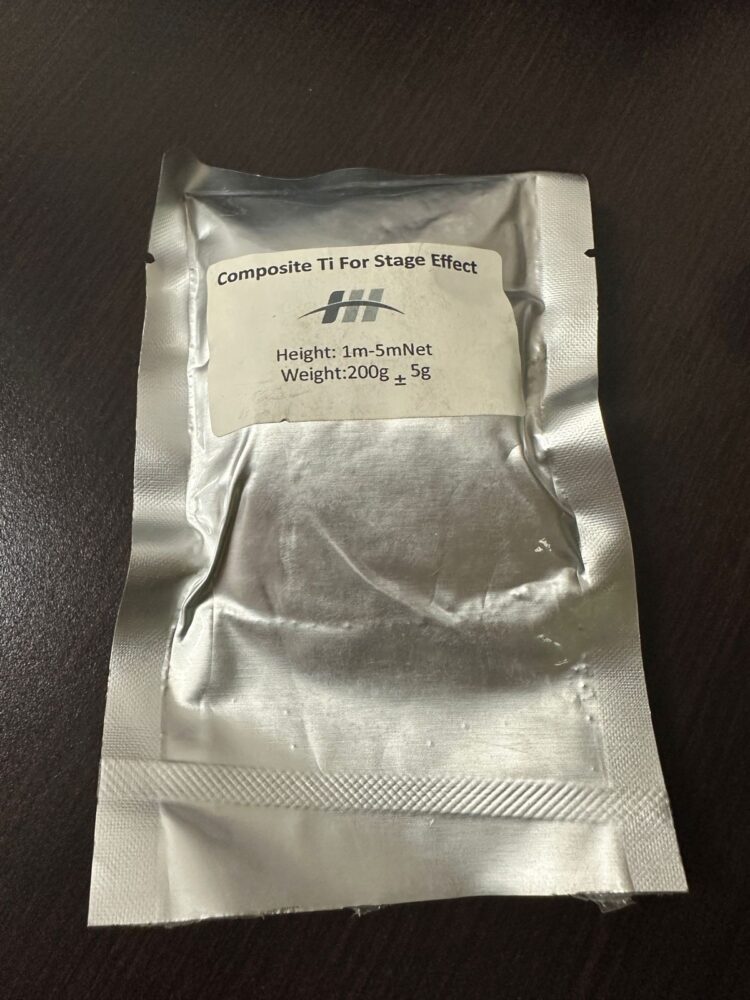 Composite Ti For Stage Effect
Height: 1m-5mNet
Weight:200g ± 5g